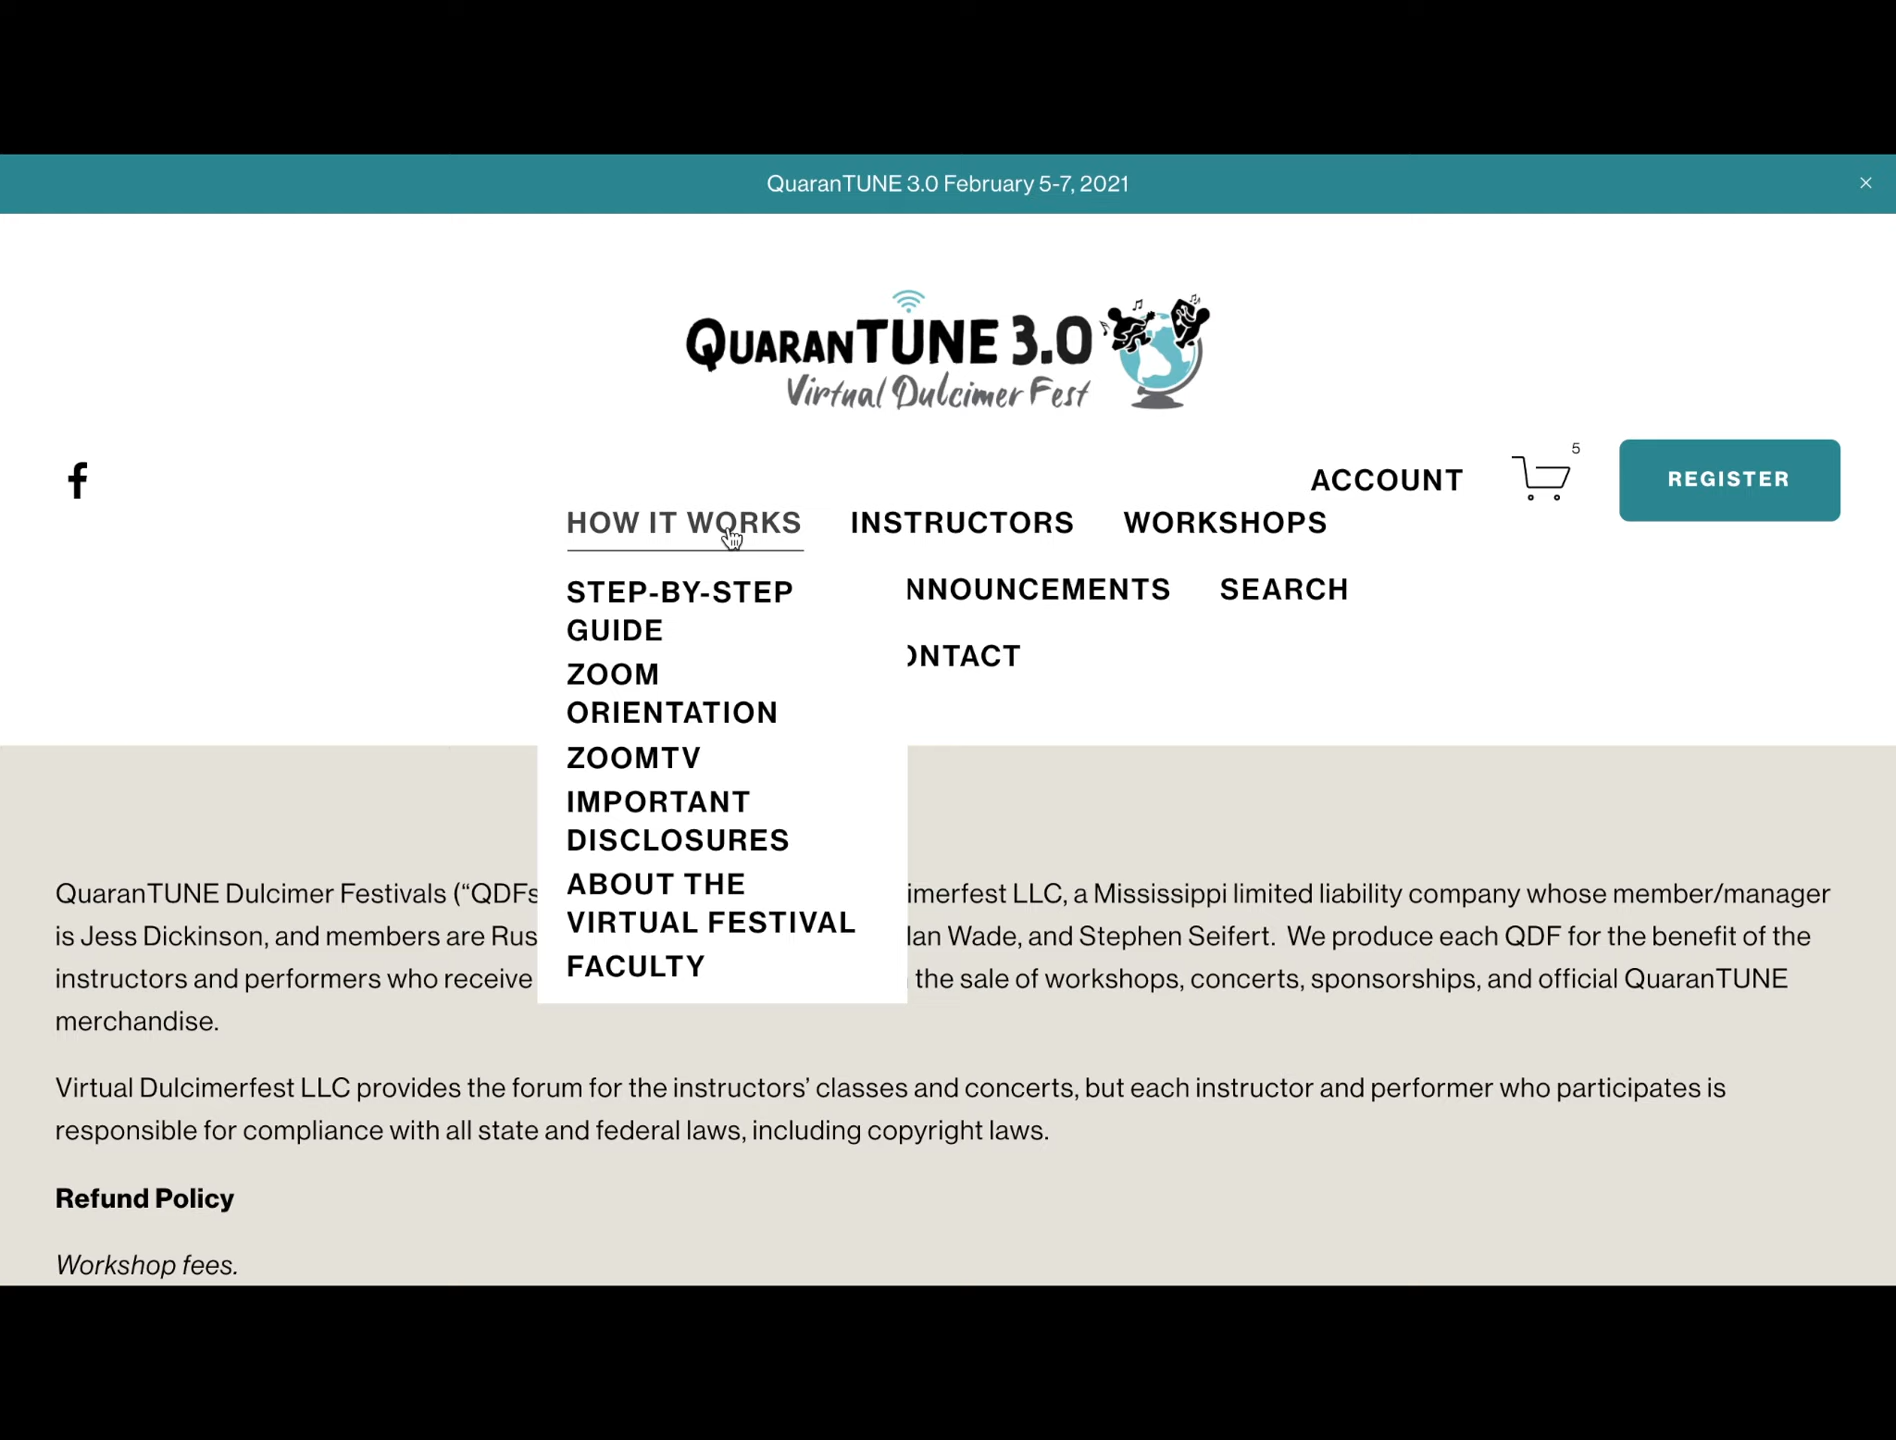 QuaranTUNE 3.0 February 5-7, 2021
QUARANTUNE 3.0
Virtual Dulcimer Fest
ACCOUNT
5
REGISTER
HOW IT WORKS
INSTRUCTORS
WORKSHOPS
STEP-BY-STEP
GUIDE
ZOOM
ORIENTATION
ZOOMTV
IMPORTANT
DISCLOSURES
ABOUT THE
VIRTUAL FESTIVAL
FACULTY
NNOUNCEMENTS
SEARCH
ONTACT
QuaranTUNE Dulcimer Festivals (“QDFs imerfest LLC, a Mississippi limited liability company whose member/manager
is Jess Dickinson, and members are Rus lan Wade, and Stephen Seifert. We produce each QDF for the benefit of the
instructors and performers who receive the sale of workshops, concerts, sponsorships, and official QuaranTUNE
merchandise.
Virtual Dulcimerfest LLC provides the forum for the instructors’ classes and concerts, but each instructor and performer who participates is
responsible for compliance with all state and federal laws, including copyright laws.
Refund Policy
Workshop fees.